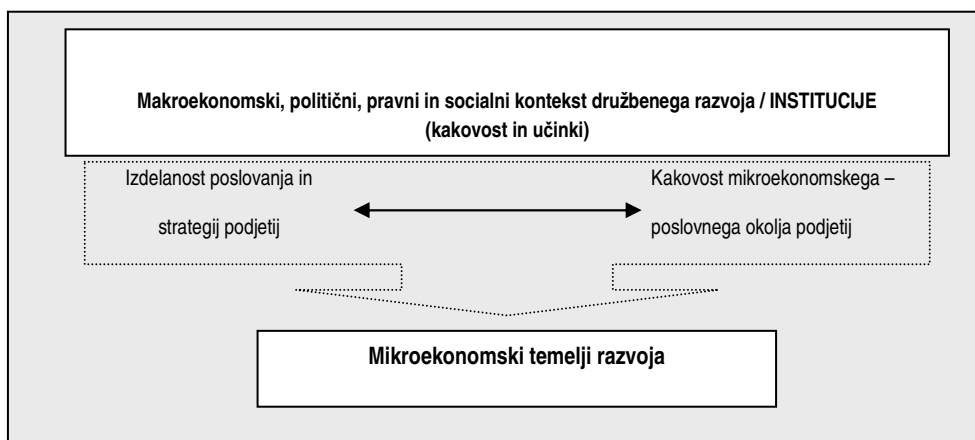 Makroekonomski, politični, pravni in socialni kontekst družbenega razvoja / INSTITUCIJE
(kakovost in učinki)
Izdelanost poslovanja in
strategij podjetij
Kakovost mikroekonomskega –
poslovnega okolja podjetij
Mikroekonomski temelji razvoja